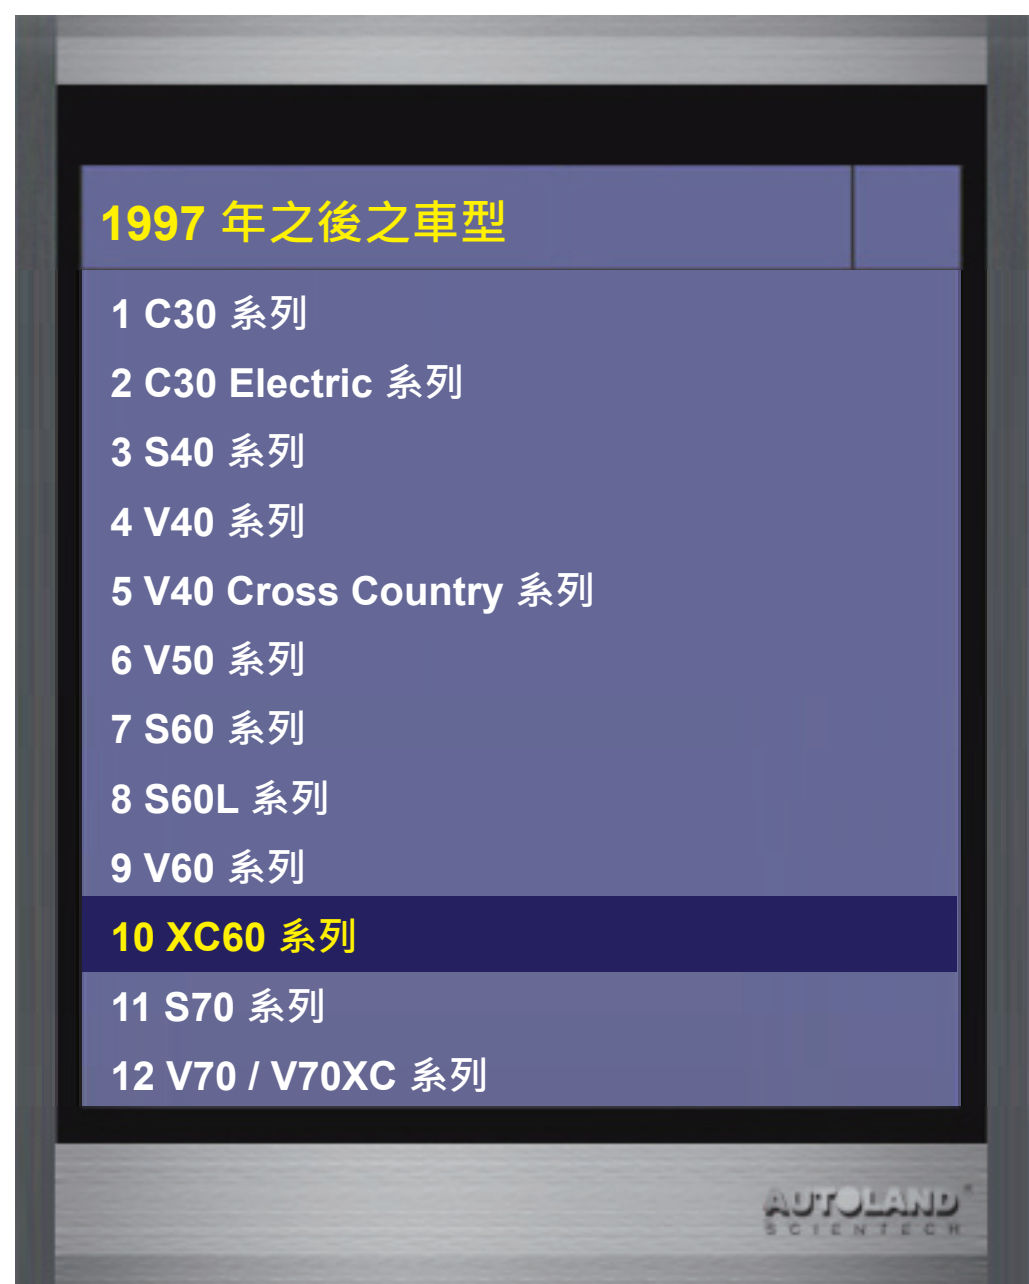 1997 年之後之車型
1 C30 系列
2 C30 Electric 系列
3 S40 系列
4 V40 系列
5 V40 Cross Country 系列
6 V50 系列
7 S60 系列
8 S60L 系列
9 V60 系列
10 XC60 系列
11 S70 系列
12 V70 / V70XC 系列
AUTOLAND®
SCIENTECH